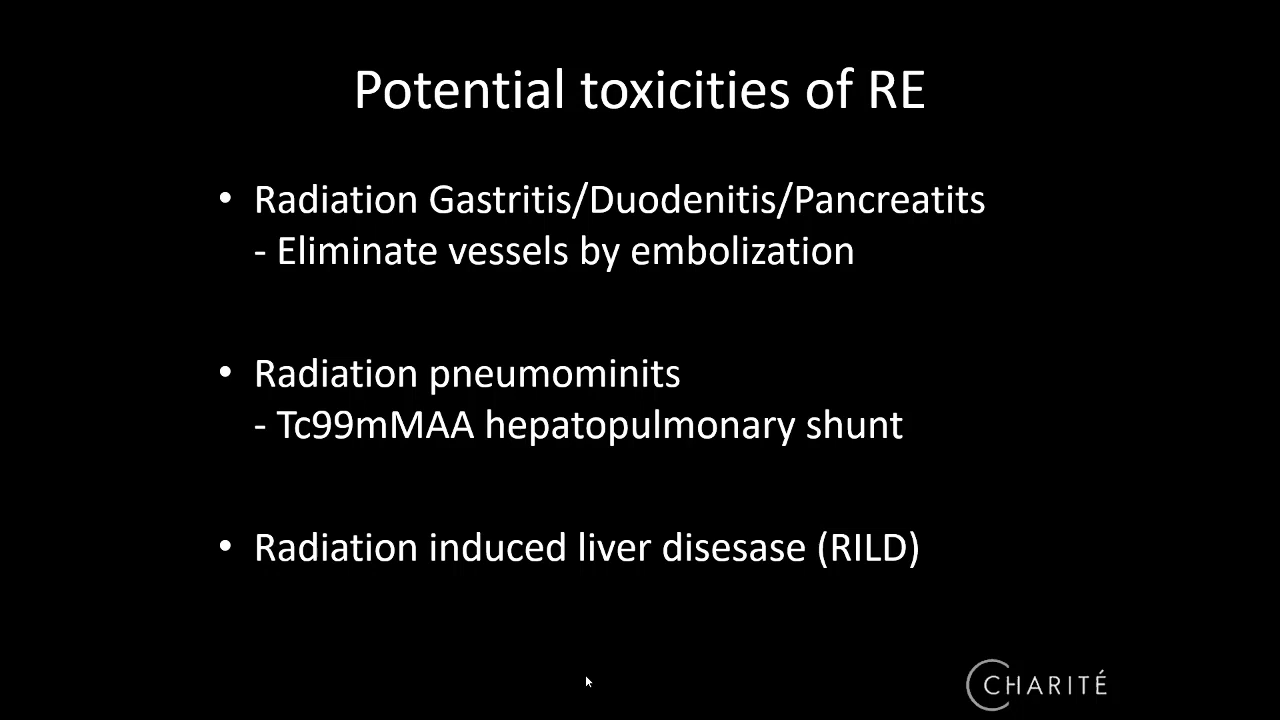 Potential toxicities of RE
• Radiation Gastritis/Duodenitis/Pancreatits
- Eliminate vessels by embolization
• Radiation pneumominits
- Tc99mMAA hepatopulmonary shunt
• Radiation induced liver disesase (RILD)
CHARITÉ